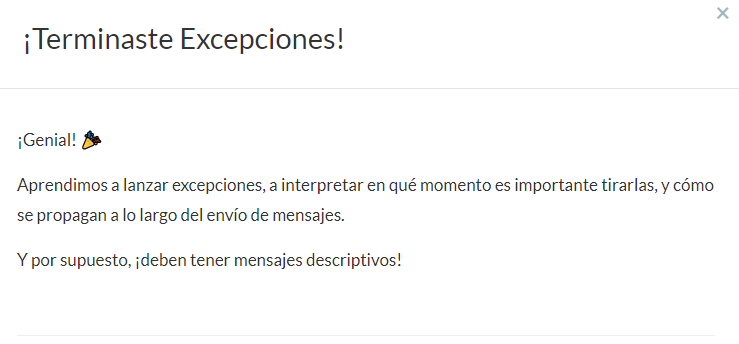 ¡Terminaste Excepciones!
¡Genial! 🎉
Aprendimos a lanzar excepciones, a interpretar en qué momento es importante tirarlas, y cómo
se propagan a lo largo del envío de mensajes.
Y por supuesto, ¡deben tener mensajes descriptivos!